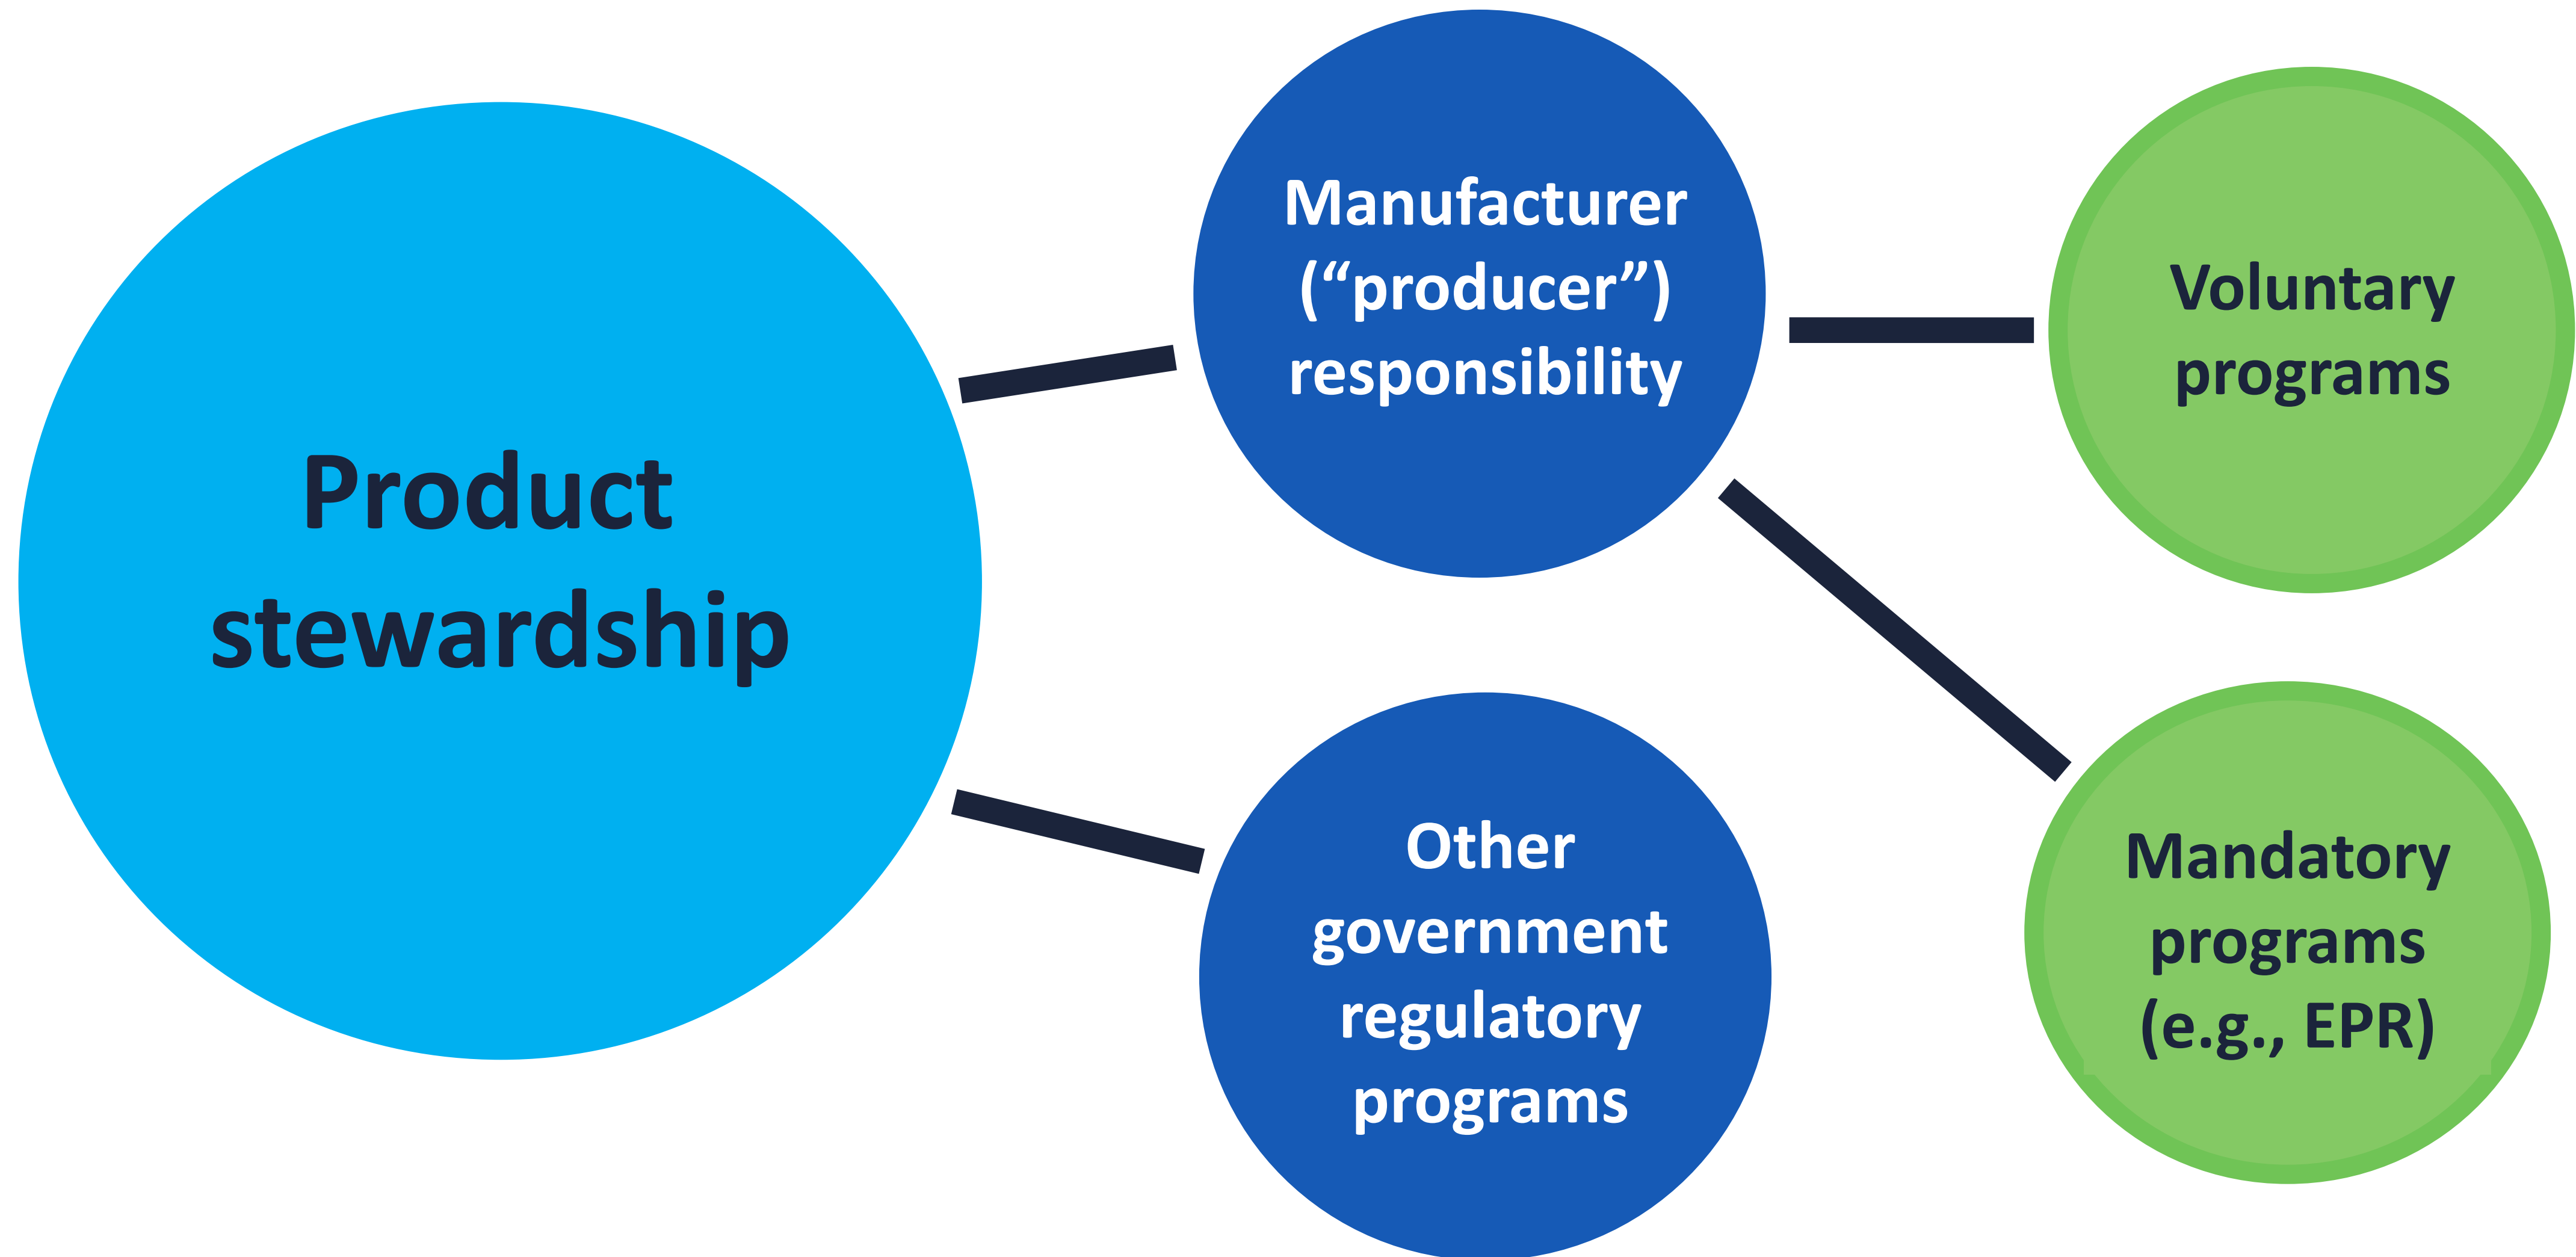 Product
stewardship
Manufacturer
(“producer”)
responsibility
Other
government
regulatory
programs
Voluntary
programs
Mandatory
programs
(e.g., EPR)